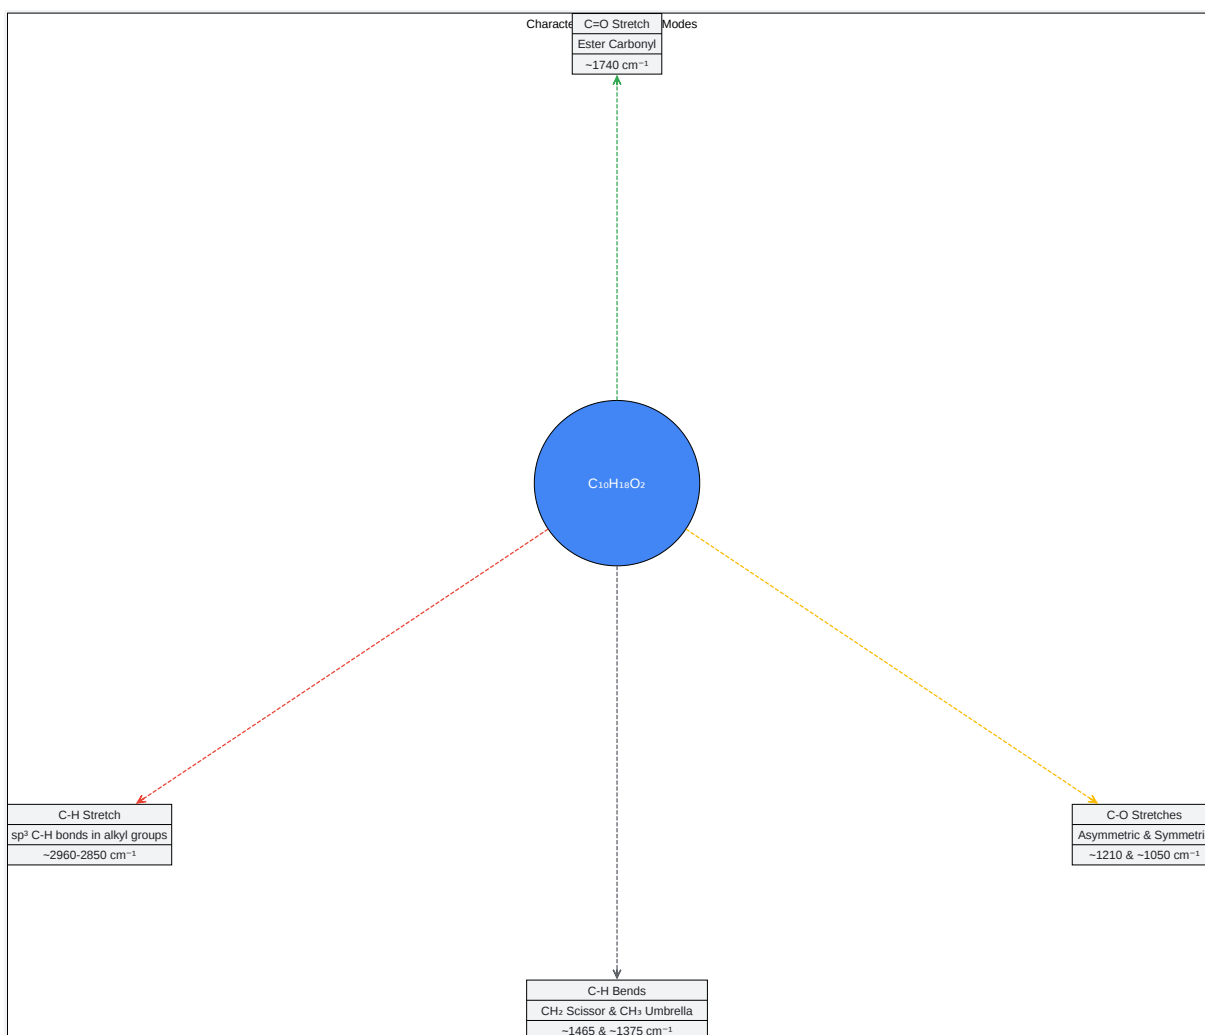 Characte
Modes
C=O Stretch
Ester Carbonyl
~1740 cm⁻¹
C₁₀H₁₈O₂
C-H Stretch
sp³ C-H bonds in alkyl groups
~2960-2850 cm⁻¹
C-O Stretches
Asymmetric & Symmetri
~1210 & ~1050 cm⁻¹
C-H Bends
CH₂ Scissor & CH₃ Umbrella
~1465 & ~1375 cm⁻¹